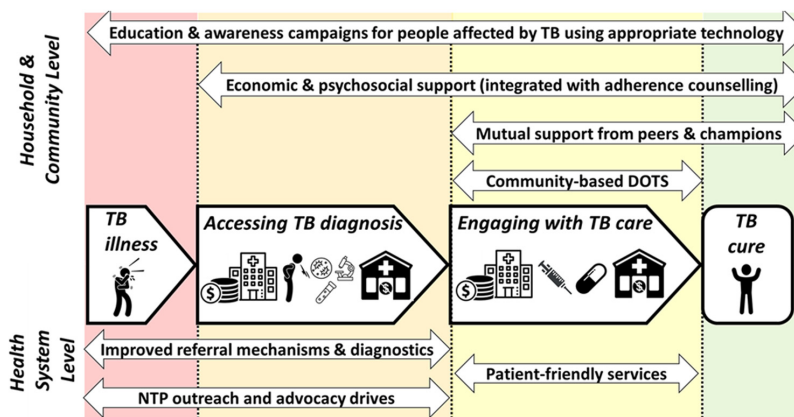 Household &
Community Level
Education & awareness campaigns for people affected by TB using appropriate technology
Economic & psychosocial support (integrated with adherence counselling)
Mutual support from peers & champions
Community-based DOTS
TB
illness
Accessing TB diagnosis
Engaging with TB care
TB
cure
$
$
$
$
Health
System
Level
Improved referral mechanisms & diagnostics
Patient-friendly services
NTP outreach and advocacy drives